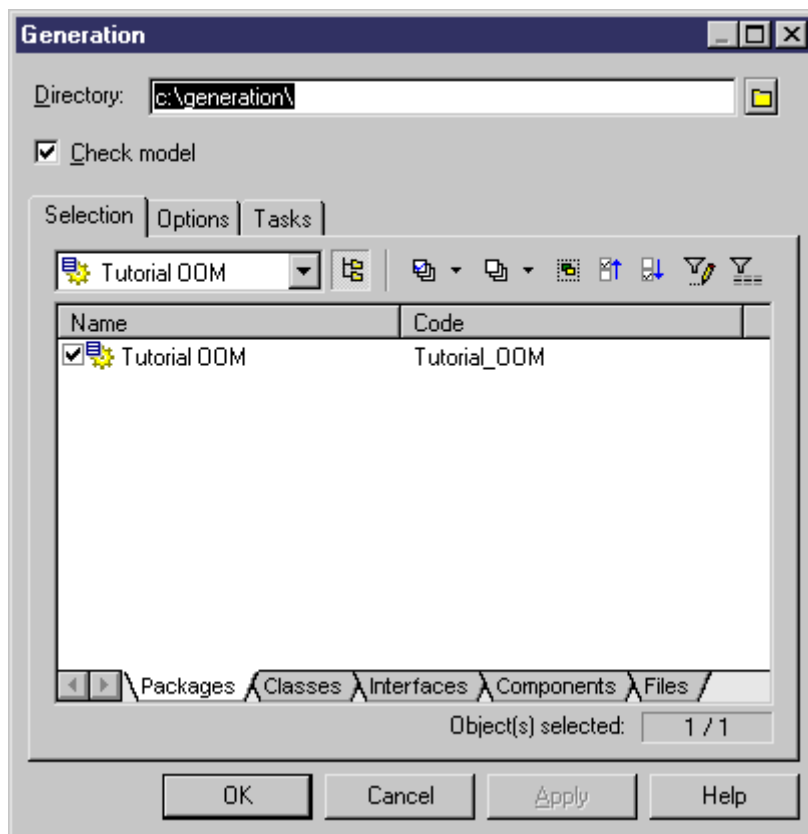 Generation
Directory: c:\generation\
Check model
Selection Options Tasks
Tutorial OOM
Name Code
Tutorial OOM Tutorial_OOM
Packages Classes Interfaces Components Files
Object(s) selected: 1 / 1
OK Cancel Apply Help